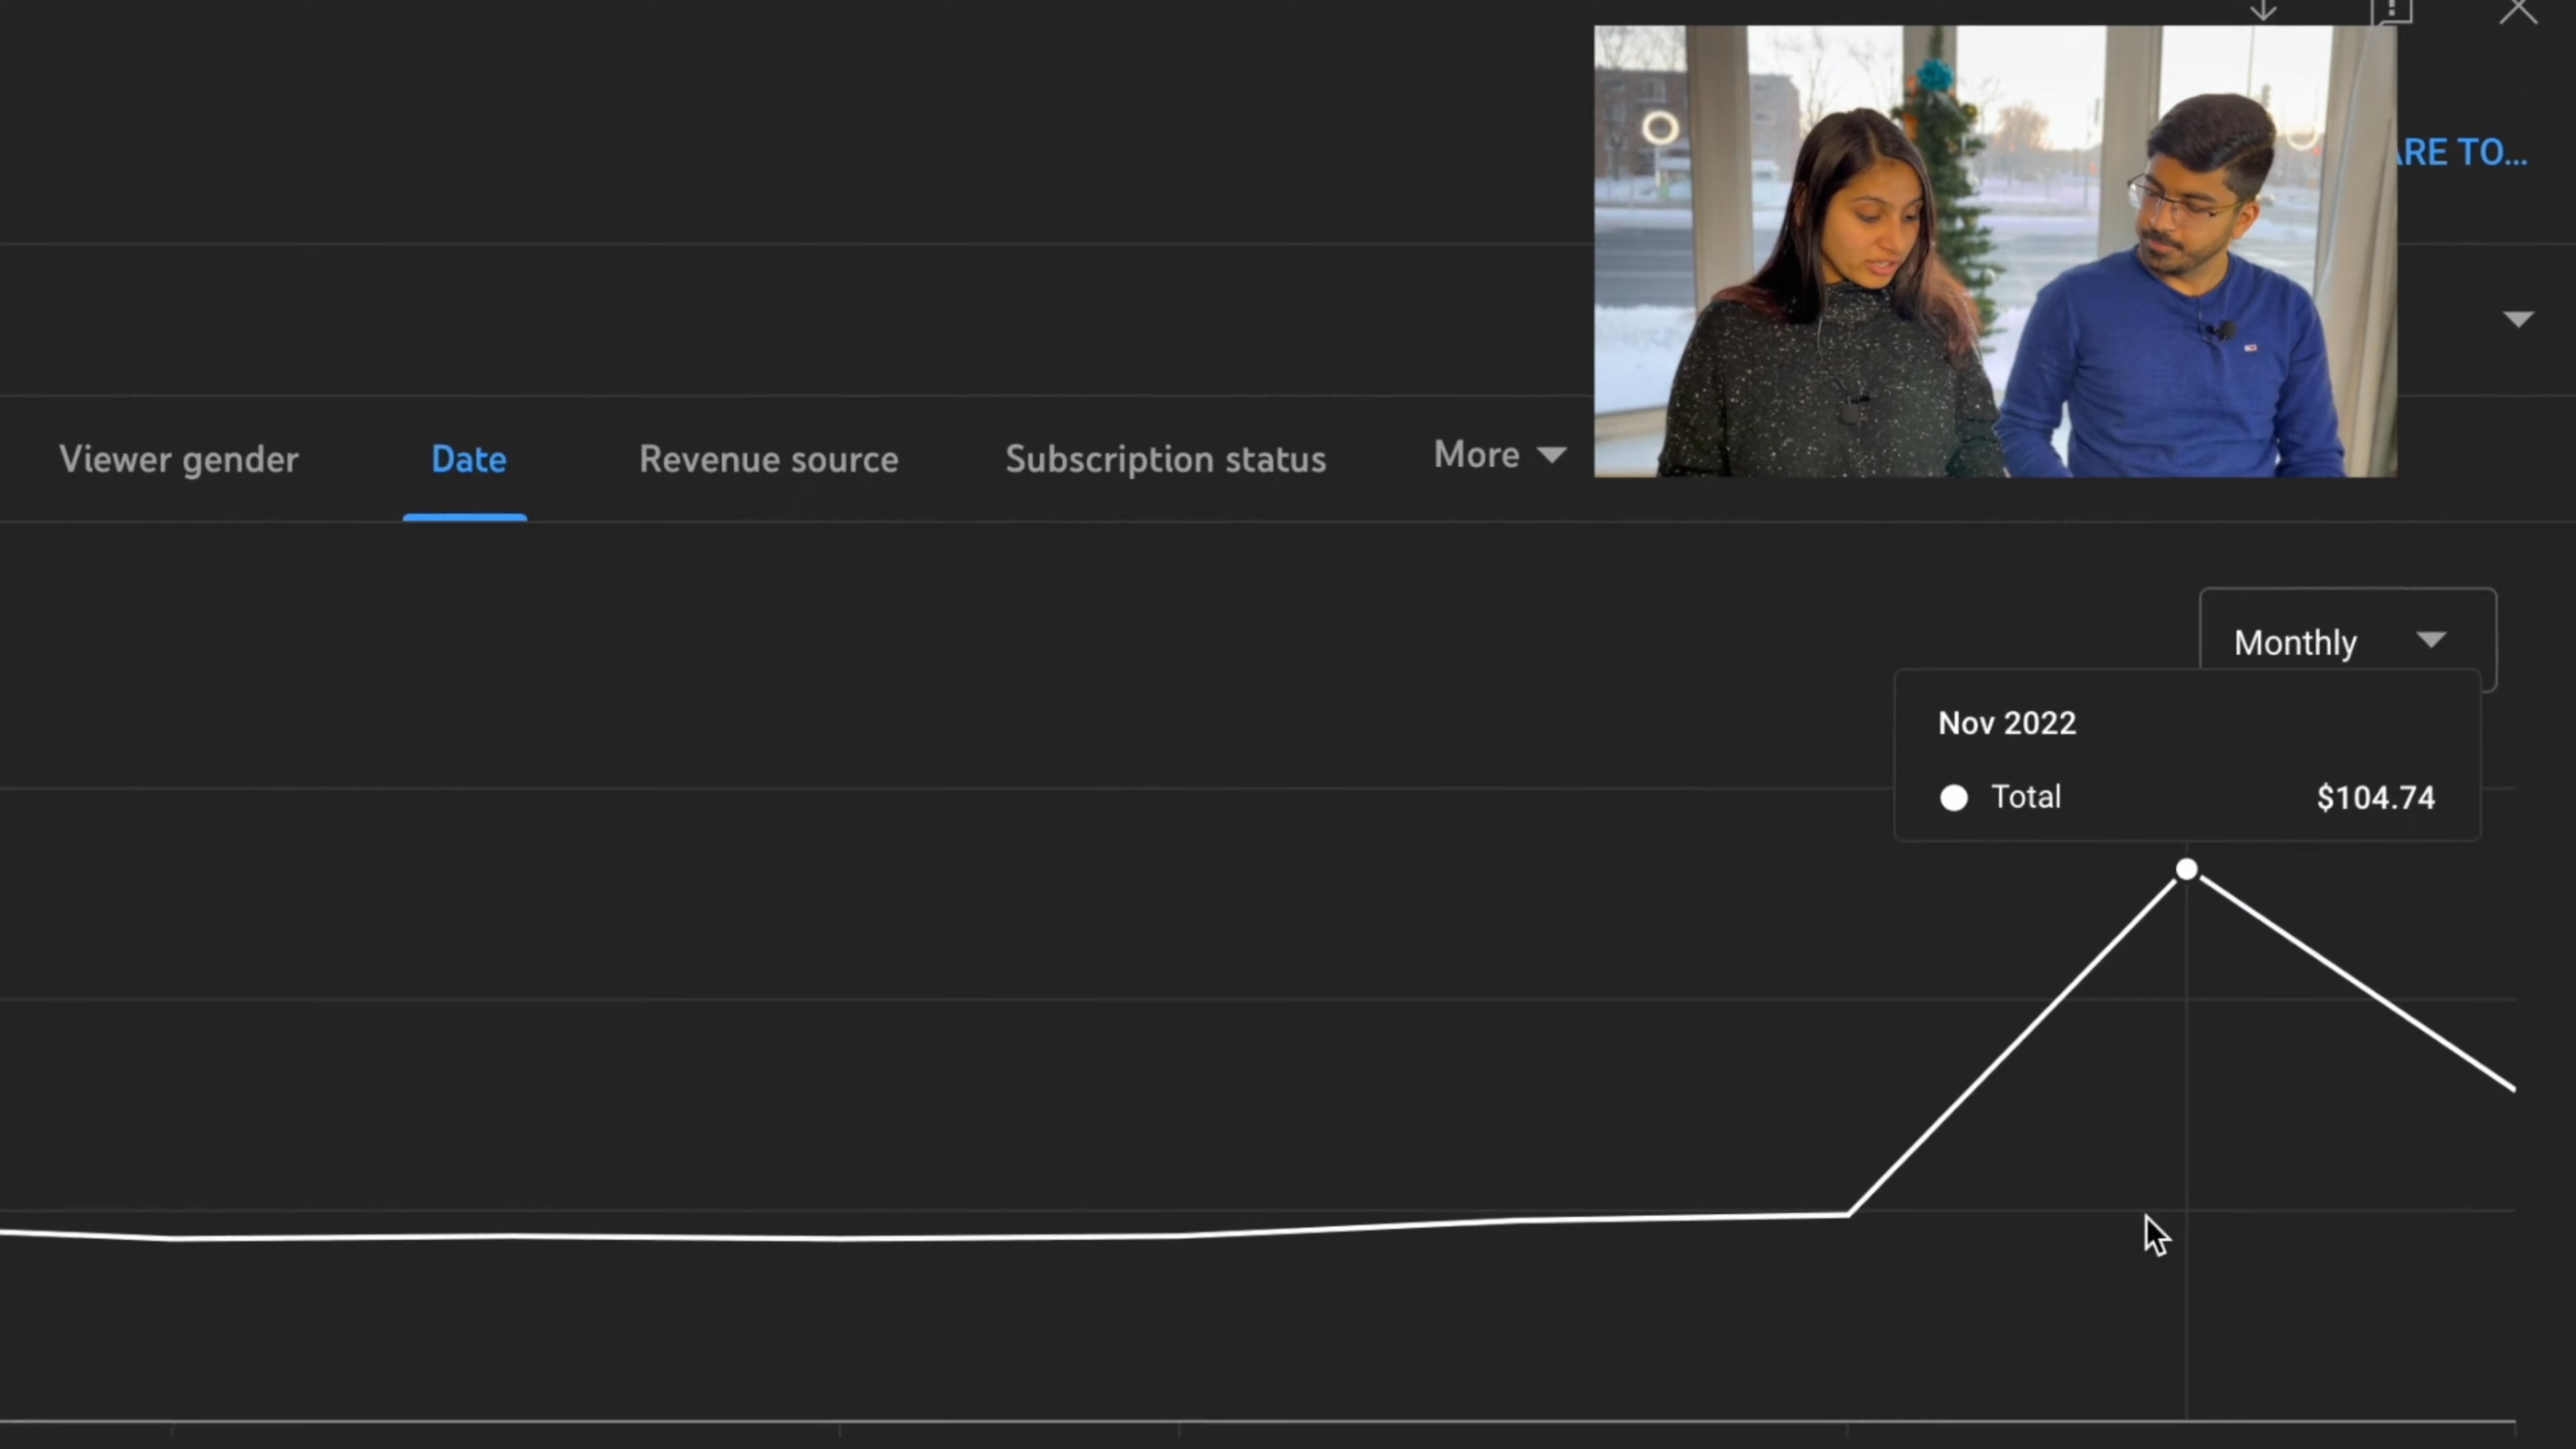 ARE TO...
Viewer gender Date Revenue source Subscription status More
Monthly
Nov 2022
Total $104.74